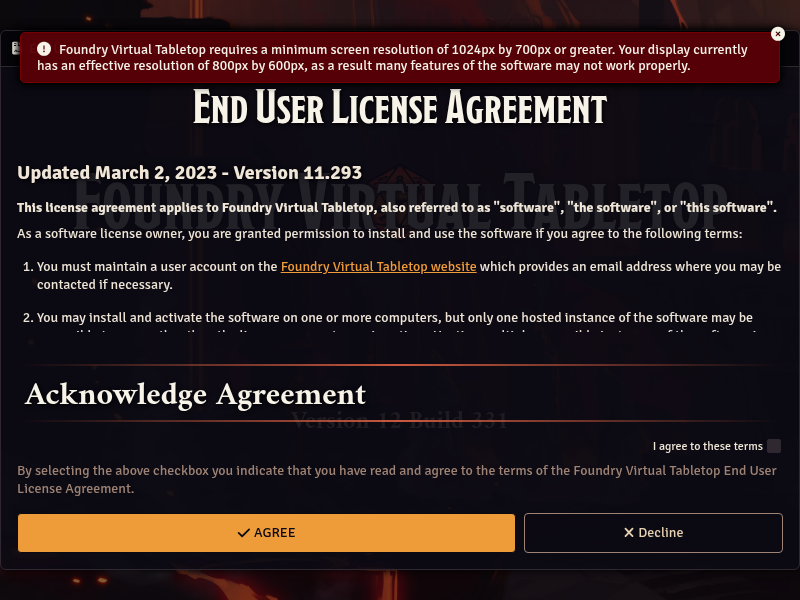 Foundry Virtual Tabletop requires a minimum screen resolution of 1024px by 700px or greater. Your display currently
has an effective resolution of 800px by 600px, as a result many features of the software may not work properly.
End User License Agreement
Updated March 2, 2023 - Version 11.293
Foundry Virtual Tabletop
This license agreement applies to Foundry Virtual Tabletop, also referred to as "software", "the software", or "this software".
As a software license owner, you are granted permission to install and use the software if you agree to the following terms:
1. You must maintain a user account on the Foundry Virtual Tabletop website which provides an email address where you may be
contacted if necessary.
2. You may install and activate the software on one or more computers, but only one hosted instance of the software may be
Acknowledge Agreement
Version 12 Build 331
I agree to these terms
By selecting the above checkbox you indicate that you have read and agree to the terms of the Foundry Virtual Tabletop End User
License Agreement.
AGREE
Decline